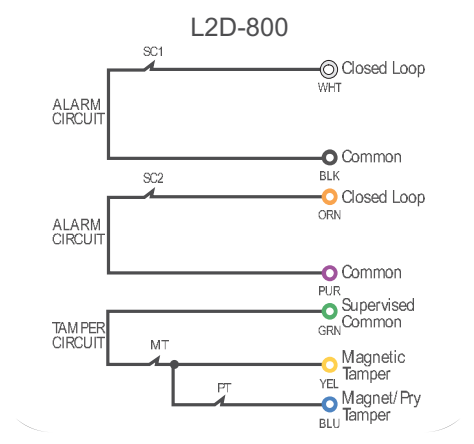 L2D-800
SC1
Closed Loop
WHT
ALARM
CIRCUIT
Common
BLK
SC2
Closed Loop
ORN
ALARM
CIRCUIT
Common
PUR
Supervised
Common
GRN
TAMPER
CIRCUIT
MT
Magnetic
Tamper
YEL
PT
Magnet/Pry
Tamper
BLU